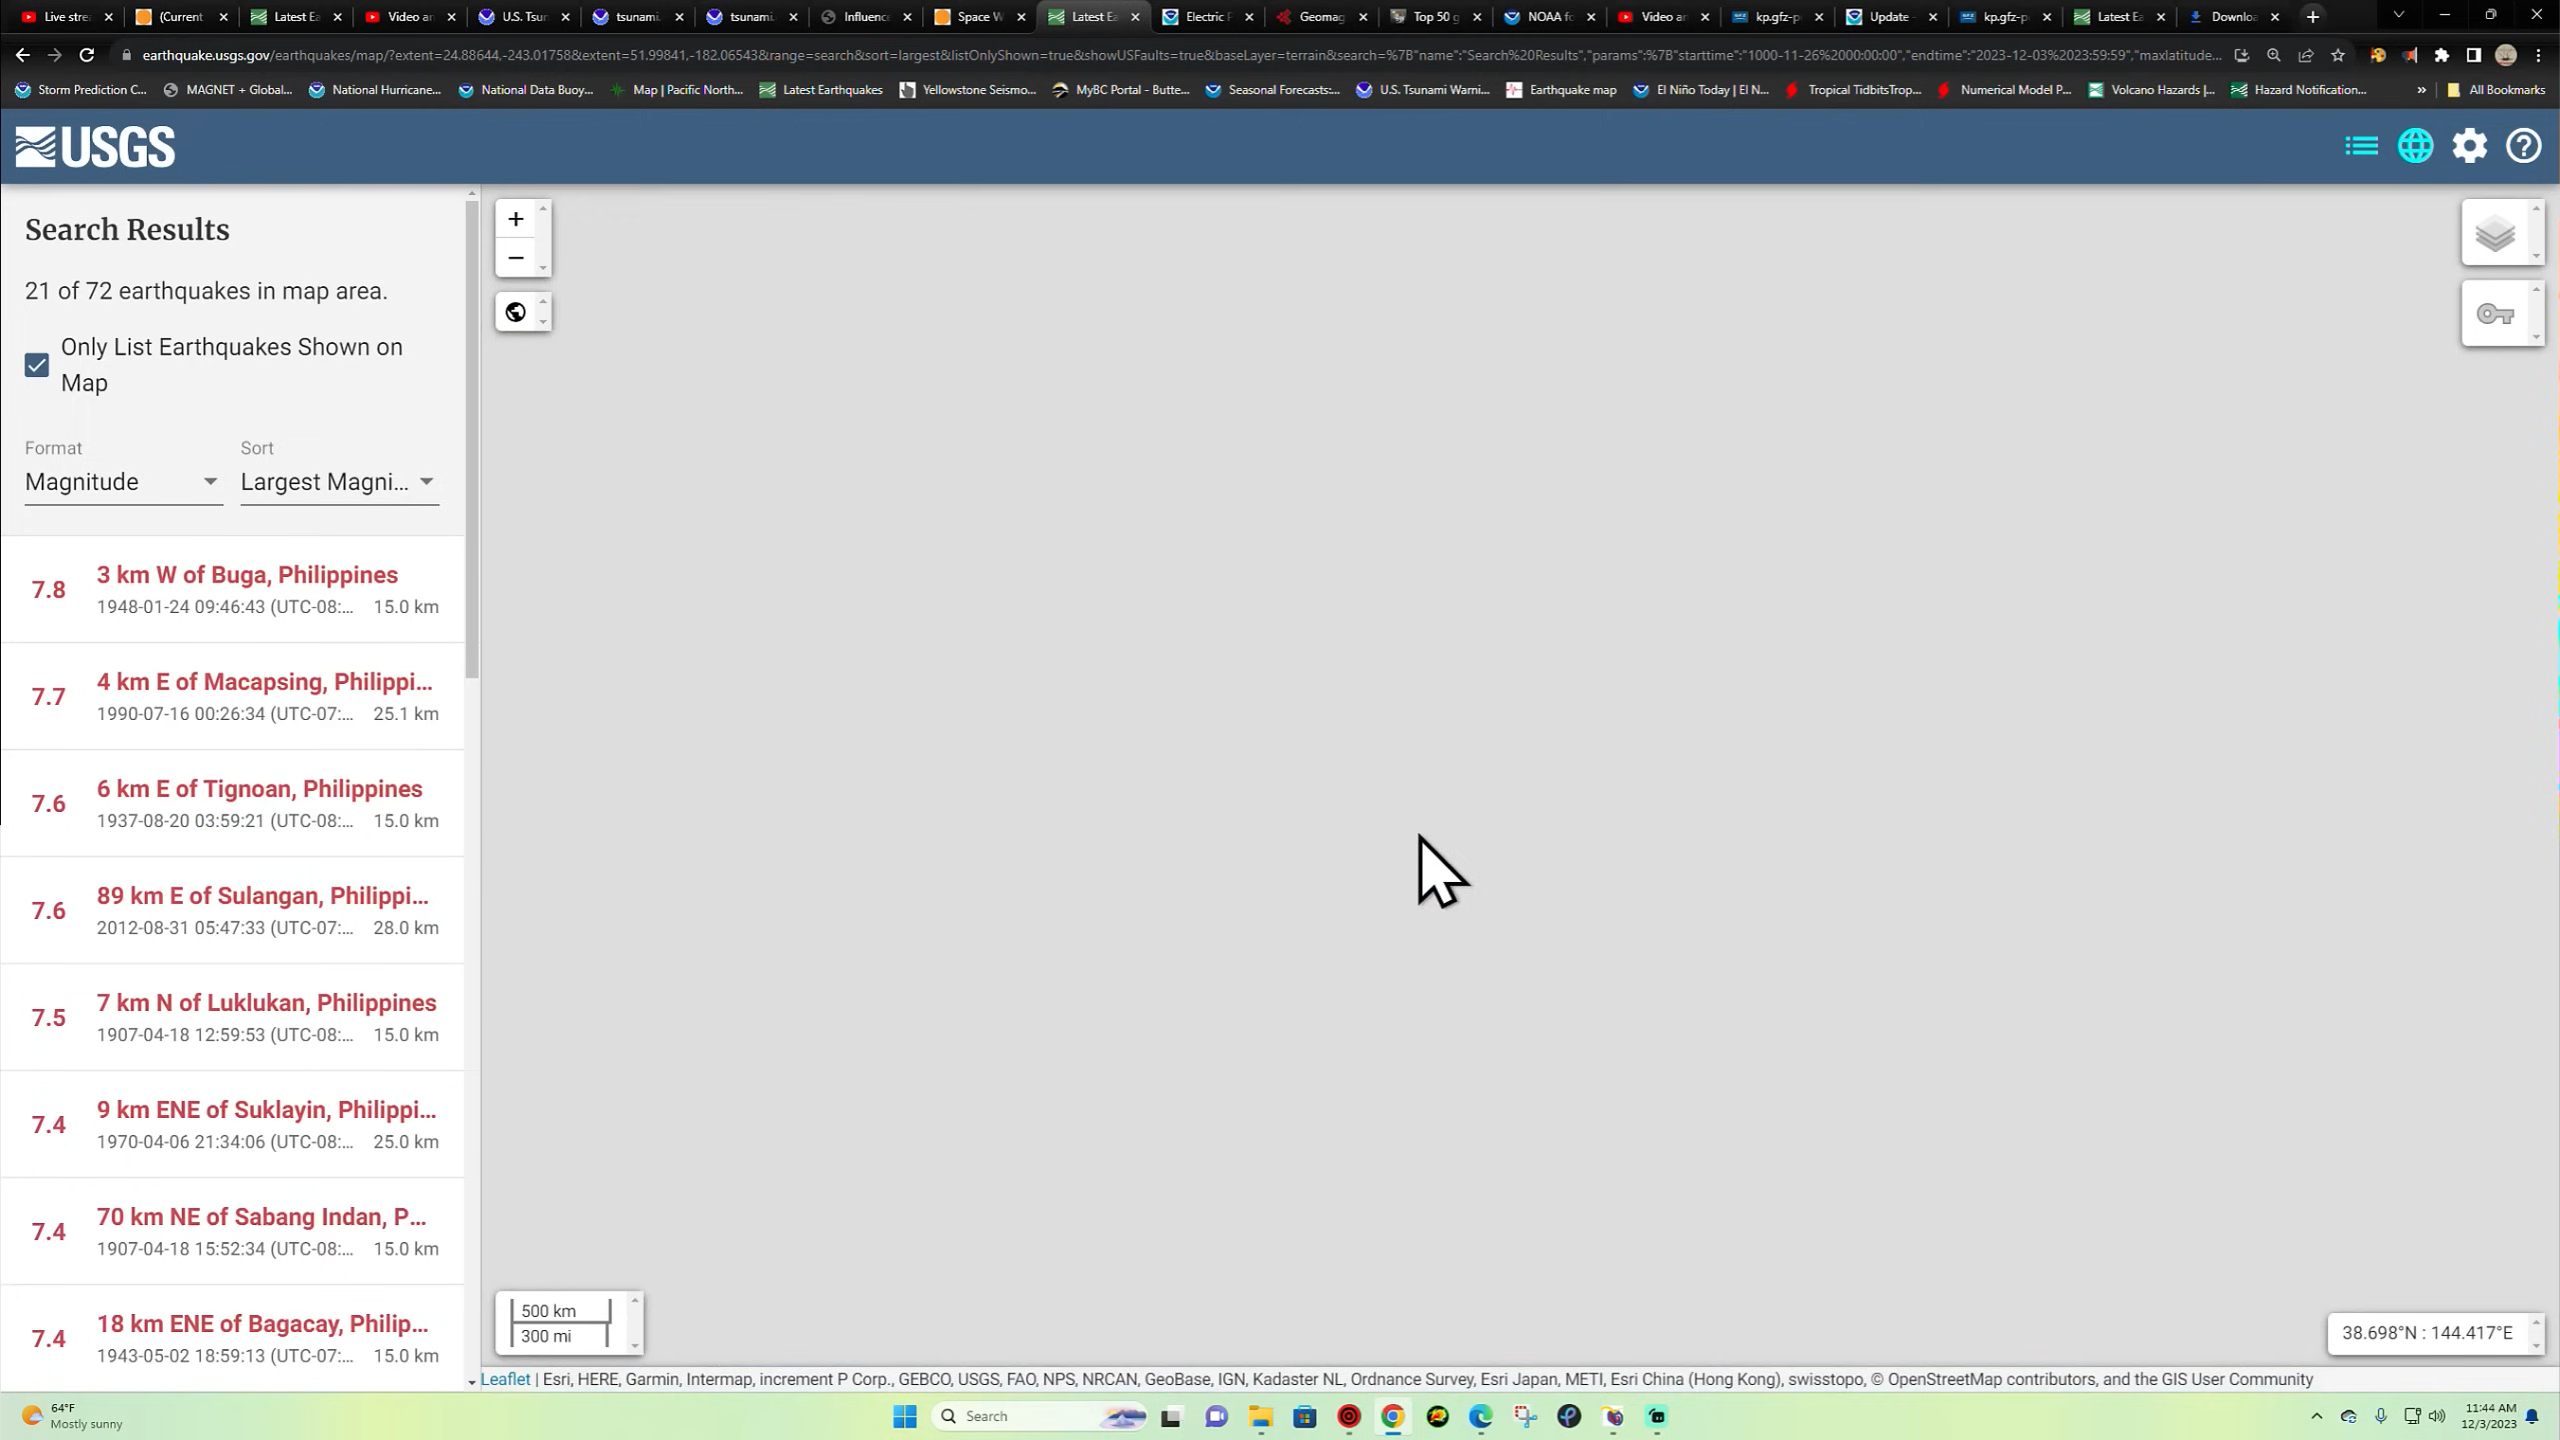 Live stre
(Current
Latest Ea
Video an
U.S. Tsun
tsunami.
tsunami.
Influence
Space W
Latest Ea
Electric F
Geomag
Top 50 g
NOAA fo
Video an
kp.gfz-p
Update -
kp.gfz-p
Latest Ea
Downloa
earthquake.usgs.gov/earthquakes/map/?extent=24.88644,-243.01758&extent=51.99841,-182.06543&range=search&sort=largest&listOnlyShown=true&showUSFaults=true&baseLayer=terrain&search=%7B"name":"Search%20Results","params":%7B"starttime":"1000-11-26%2000:00:00","endtime":"2023-12-03%2023:59:59","maxlatitude...
Storm Prediction C...
MAGNET + Global...
National Hurricane...
National Data Buoy...
Map | Pacific North...
Latest Earthquakes
Yellowstone Seismo...
MyBC Portal - Butte...
Seasonal Forecasts:...
U.S. Tsunami Warni...
Earthquake map
El Niño Today | El N...
Tropical TidbitsTrop...
Numerical Model P...
Volcano Hazards |...
Hazard Notification...
»
All Bookmarks
USGS
Search Results
21 of 72 earthquakes in map area.
Only List Earthquakes Shown on
Map
Format
Sort
Magnitude
Largest Magni...
7.8
3 km W of Buga, Philippines
1948-01-24 09:46:43 (UTC-08:... 15.0 km
7.7
4 km E of Macapsing, Philippi...
1990-07-16 00:26:34 (UTC-07:... 25.1 km
7.6
6 km E of Tignoan, Philippines
1937-08-20 03:59:21 (UTC-08:... 15.0 km
7.6
89 km E of Sulangan, Philippi...
2012-08-31 05:47:33 (UTC-07:... 28.0 km
7.5
7 km N of Luklukan, Philippines
1907-04-18 12:59:53 (UTC-08:... 15.0 km
7.4
9 km ENE of Suklayin, Philippi...
1970-04-06 21:34:06 (UTC-08:... 25.0 km
7.4
70 km NE of Sabang Indan, P...
1907-04-18 15:52:34 (UTC-08:... 15.0 km
7.4
18 km ENE of Bagacay, Philip...
1943-05-02 18:59:13 (UTC-07:... 15.0 km
+
−
500 km
300 mi
38.698°N : 144.417°E
Leaflet | Esri, HERE, Garmin, Intermap, increment P Corp., GEBCO, USGS, FAO, NPS, NRCAN, GeoBase, IGN, Kadaster NL, Ordnance Survey, Esri Japan, METI, Esri China (Hong Kong), swisstopo, © OpenStreetMap contributors, and the GIS User Community
64°F
Mostly sunny
Search
11:44 AM
12/3/2023